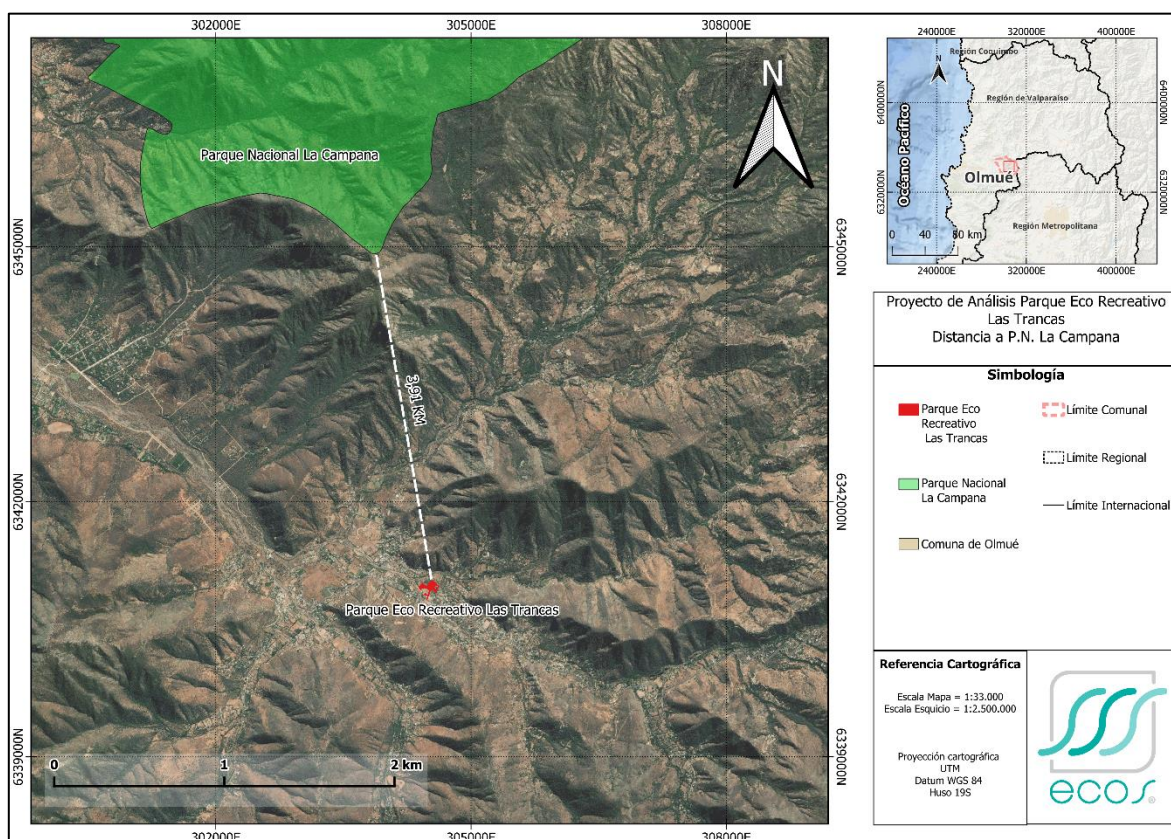 302000E
305000E
308000E
N
Parque Nacional La Campana
3,91 KM
Parque Eco Recreativo Las Trancas
6345000N
6342000N
6339000N
6345000N
6342000N
6339000N
0
1
2 km
302000E
305000E
308000E
240000E
320000E
400000E
Región Coquimbo
N
Región de Valparaíso
Océano Pacífico
Olmué
Región Metropolitana
0
40
80 km
6400000N
6320000N
6400000N
6320000N
240000E
320000E
400000E
Proyecto de Análisis Parque Eco Recreativo
Las Trancas
Distancia a P.N. La Campana
Simbología
Parque Eco
Recreativo
Las Trancas
Parque Nacional
La Campana
Comuna de Olmué
Límite Comunal
Límite Regional
Límite Internacional
Referencia Cartográfica
Escala Mapa = 1:33.000
Escala Esquicio = 1:2.500.000
Proyección cartográfica
UTM
Datum WGS 84
Huso 19S
ecos